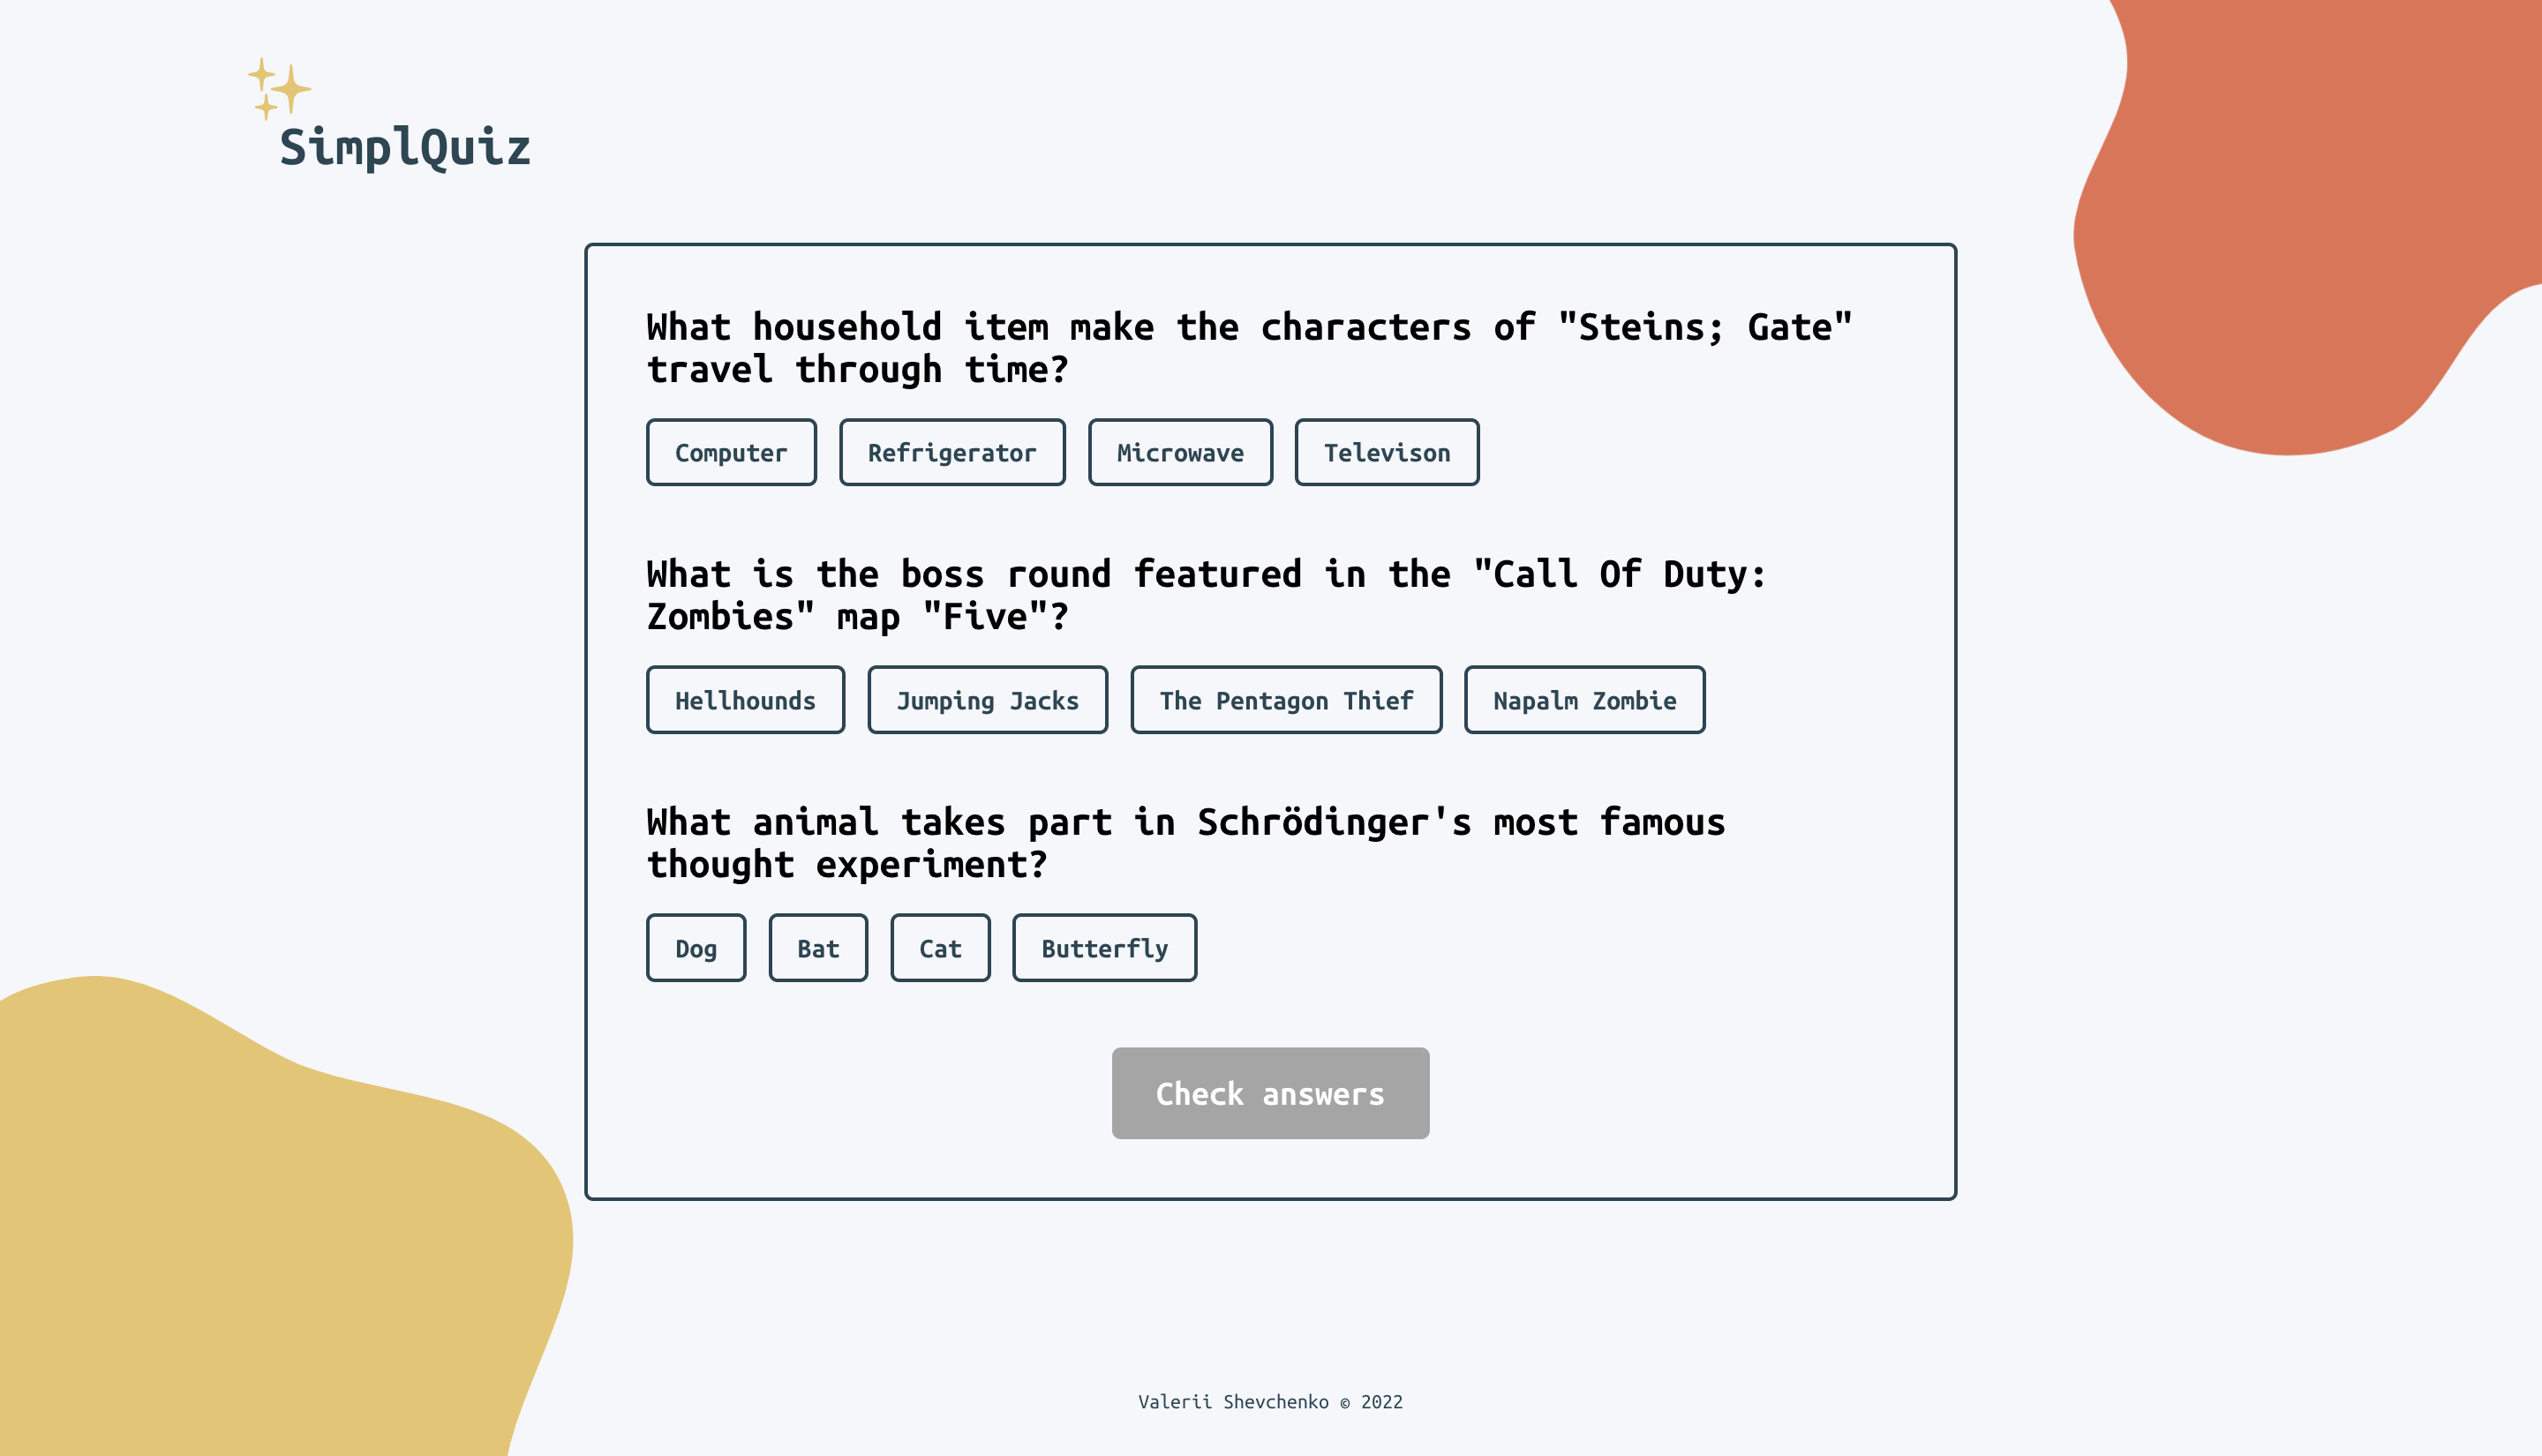 SimplQuiz
What household item make the characters of "Steins; Gate"
travel through time?
Computer Refrigerator Microwave Televison
What is the boss round featured in the "Call Of Duty:
Zombies" map "Five"?
Hellhounds Jumping Jacks The Pentagon Thief Napalm Zombie
What animal takes part in Schrödinger's most famous
thought experiment?
Dog Bat Cat Butterfly
Check answers
Valerii Shevchenko © 2022